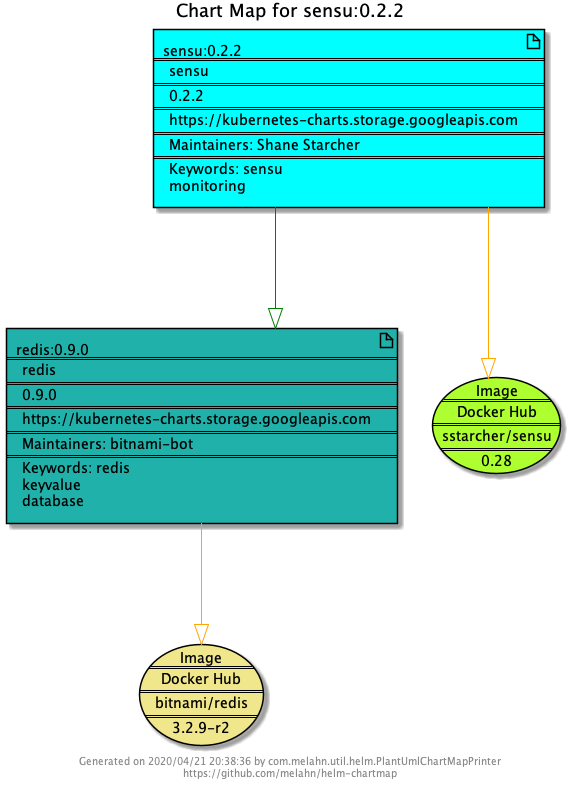 Chart Map for sensu:0.2.2
sensu:0.2.2
sensu
0.2.2
https://kubernetes-charts.storage.googleapis.com
Maintainers: Shane Starcher
Keywords: sensu
monitoring
redis:0.9.0
redis
0.9.0
https://kubernetes-charts.storage.googleapis.com
Maintainers: bitnami-bot
Keywords: redis
keyvalue
database
Image
Docker Hub
sstarcher/sensu
0.28
Image
Docker Hub
bitnami/redis
3.2.9-r2
Generated on 2020/04/21 20:38:36 by com.melahn.util.helm.PlantUmlChartMapPrinter
https://github.com/melahn/helm-chartmap